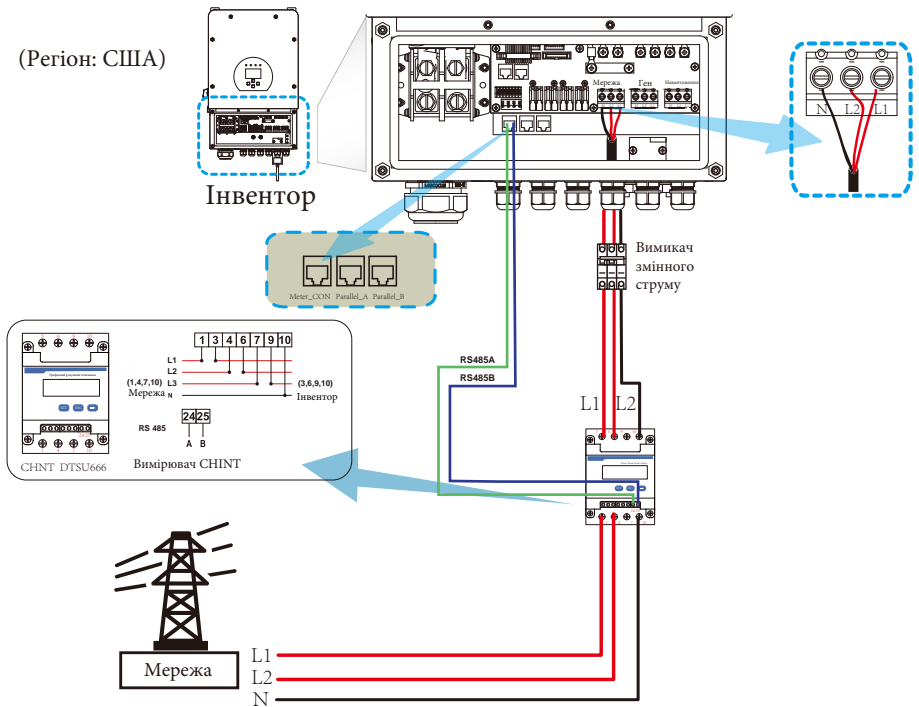 (Регіон: США)
Мережа
Ген
Навантаження
N L2 L1
Інвентор
Вимикач
змінного
струму
Meter_CON Parallel_A Parallel_B
1 3 4 6 7 9 10
L1
L2
(1,4,7,10) L3 (3,6,9,10)
Мережа N Інвентор
24 25
RS 485
A B
CHNT DTSU666
Вимірювач CHINT
RS485A
RS485B
L1 L2
Мережа
L1
L2
N